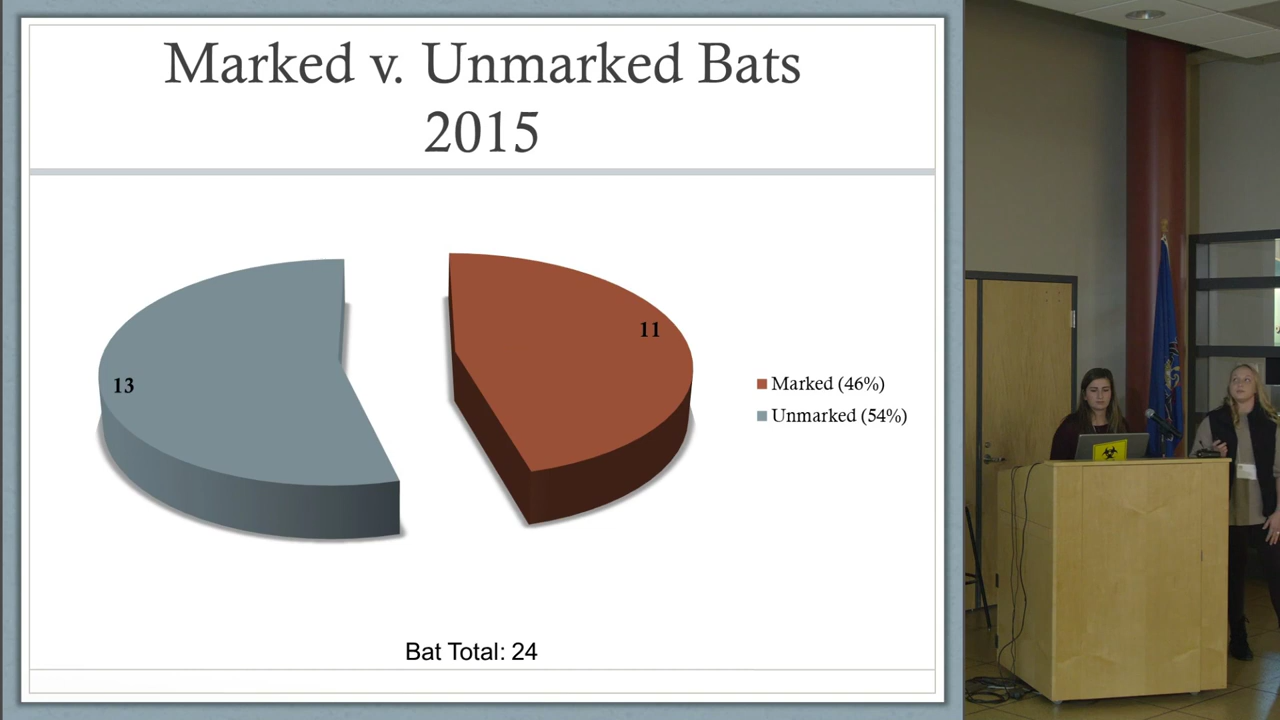 Marked v. Unmarked Bats
2015
11
13
Marked (46%)
Unmarked (54%)
Bat Total: 24